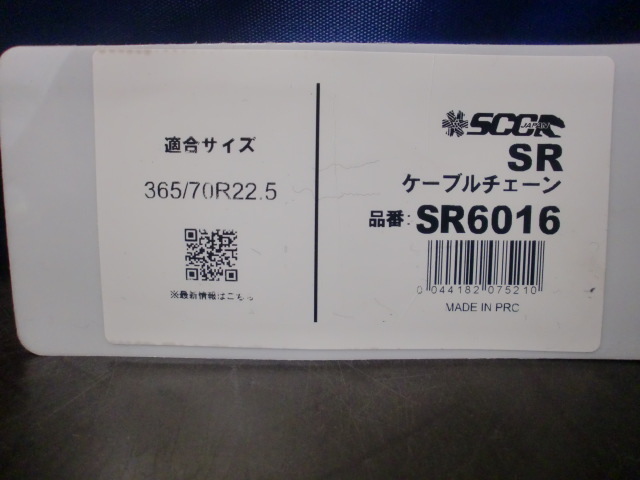 適合サイズ
365/70R22.5
※最新情報はこちら
SCCR JAPAN
SR
ケーブルチェーン
品番: SR6016
0 044182 075210
MADE IN PRC